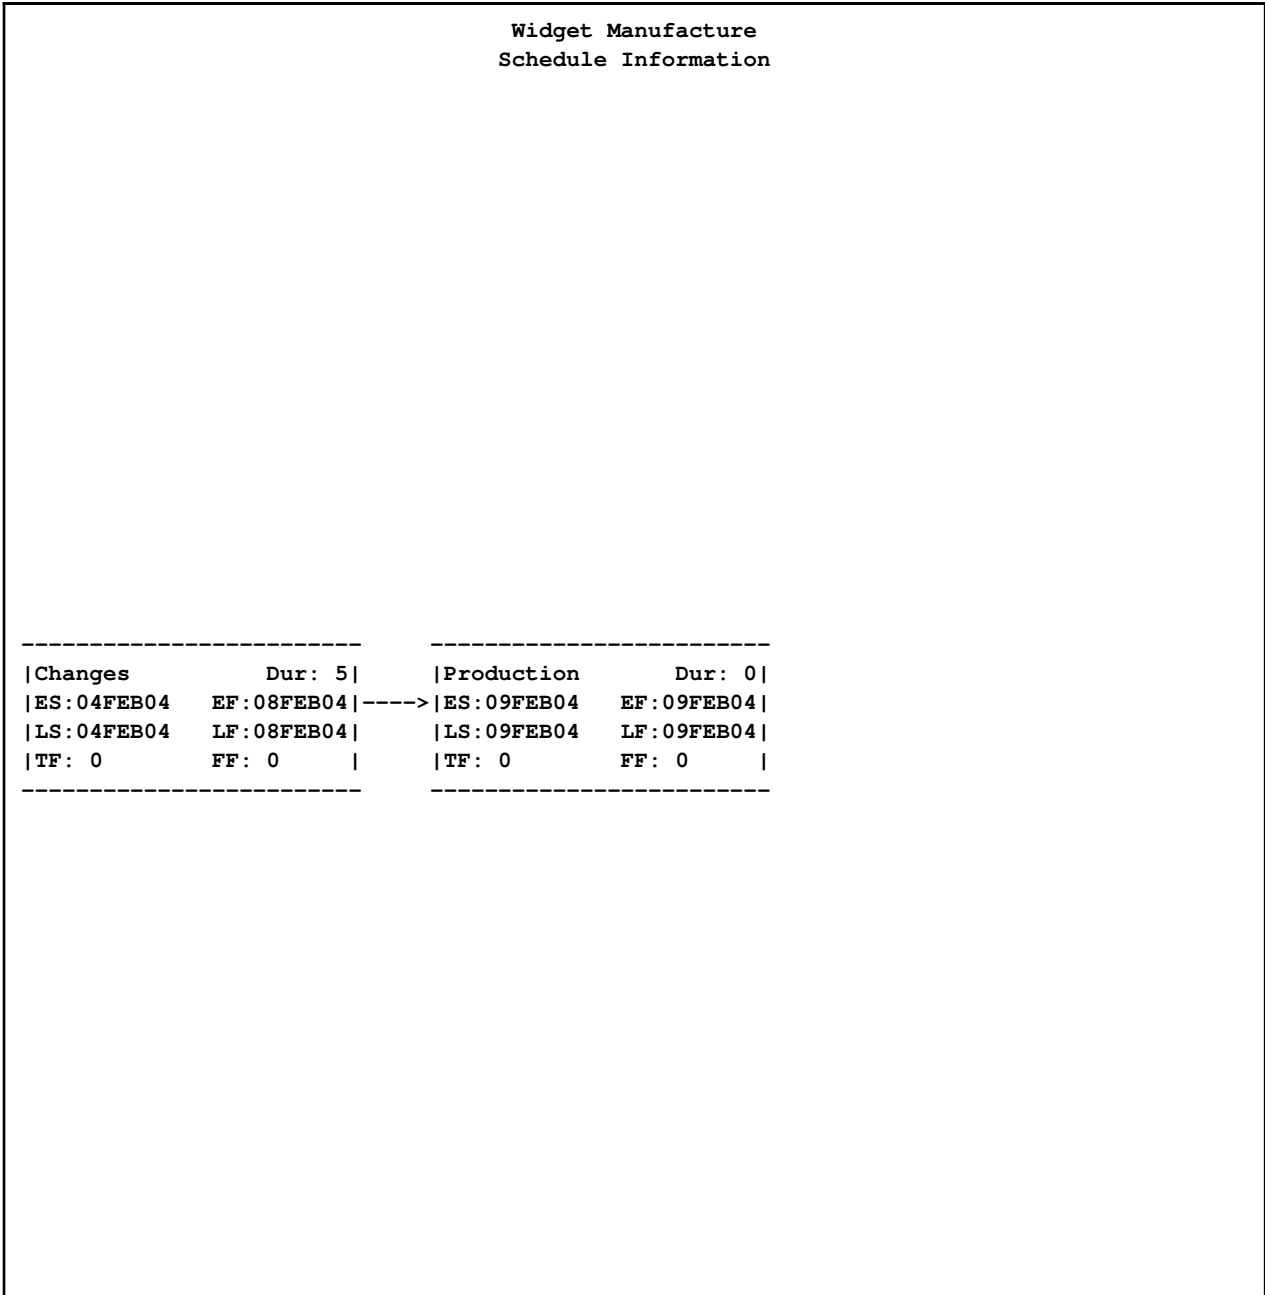 Widget Manufacture
Schedule Information
-------------------------     -------------------------
|Changes          Dur: 5|     |Production       Dur: 0|
|ES:04FEB04   EF:08FEB04|---->|ES:09FEB04   EF:09FEB04|
|LS:04FEB04   LF:08FEB04|     |LS:09FEB04   LF:09FEB04|
|TF: 0        FF: 0     |     |TF: 0        FF: 0     |
-------------------------     -------------------------